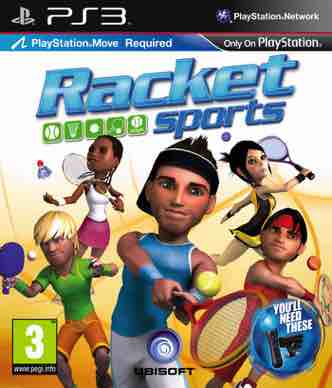 PS3
PlayStation®Network
PlayStation®Move Required
Only On PlayStation®
Racket
sports
YOU'LL
NEED
THESE
3
www.pegi.info
UBISOFT